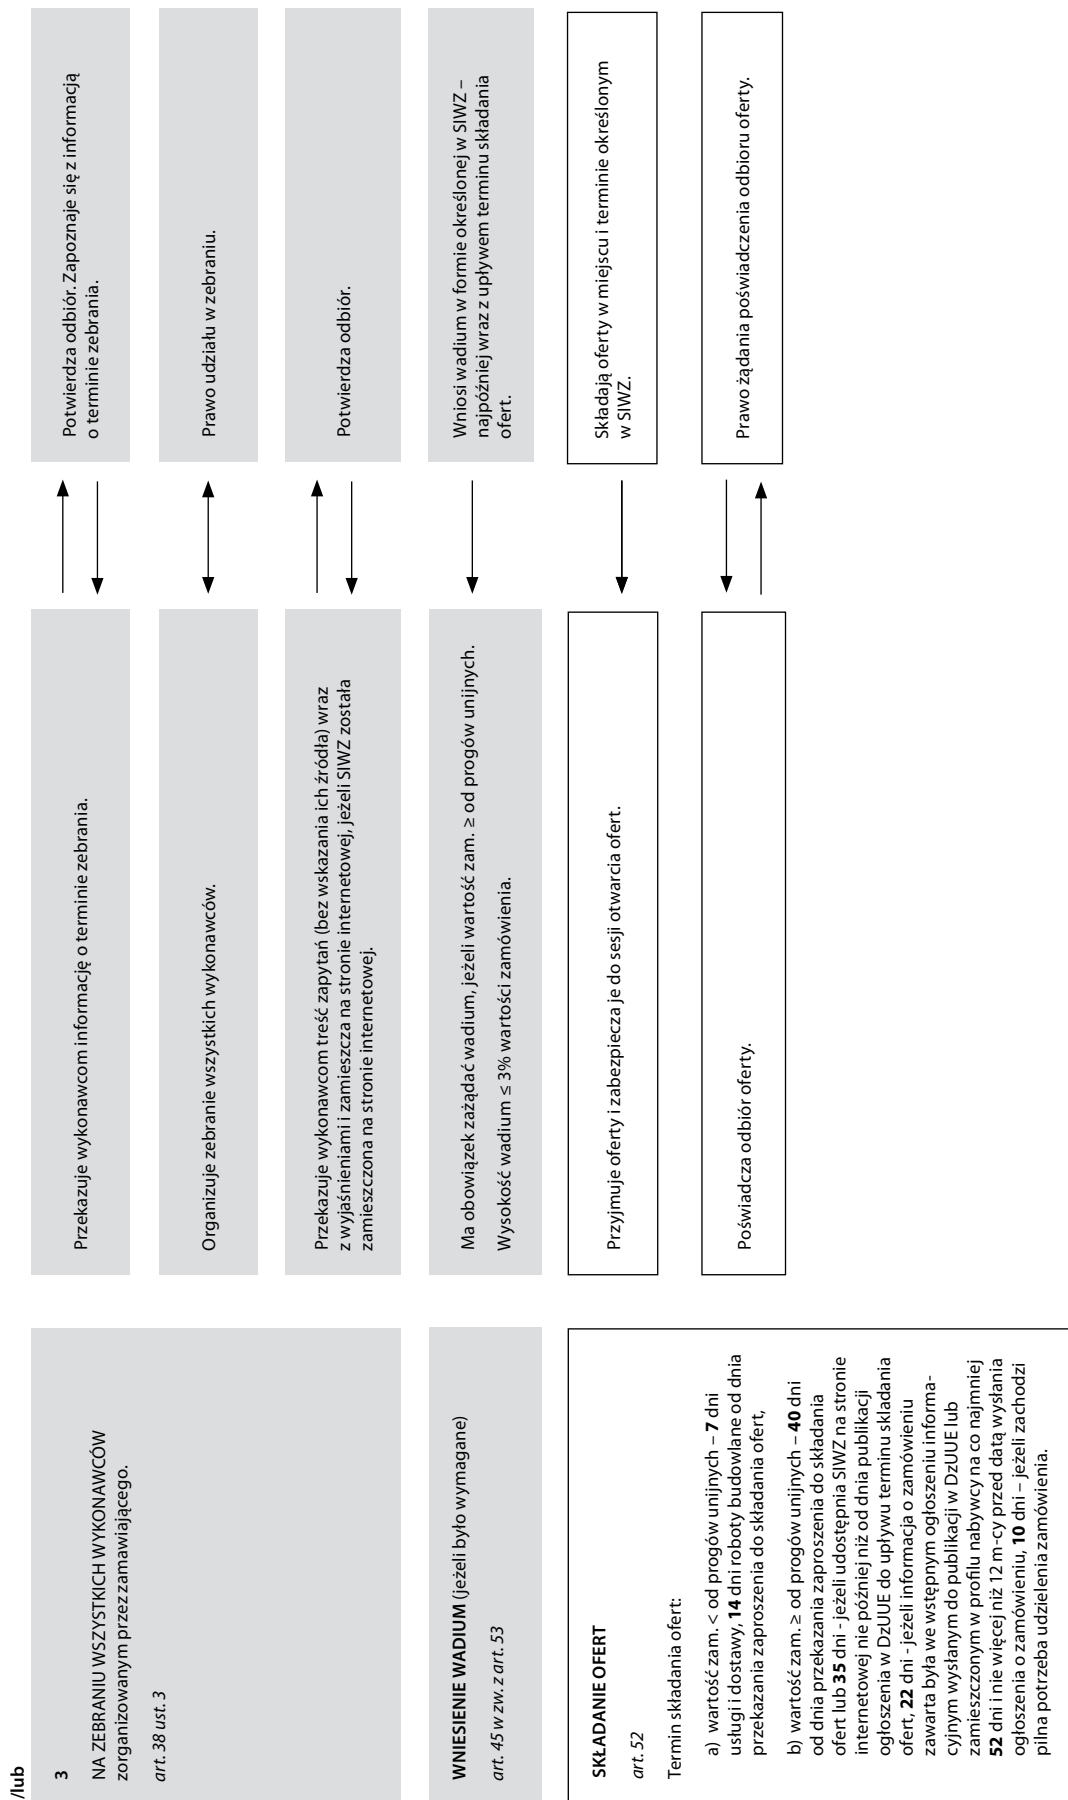 /lub
3
NA ZEBRANIU WSZYSTKICH WYKONAWCÓW
zorganizowanym przez zamawiającego.
art. 38 ust. 3
Przekazuje wykonawcom informację o terminie zebrania.
Potwierdza odbiór. Zapoznaje się z informacją
o terminie zebrania.
Organizuje zebranie wszystkich wykonawców.
Prawo udziału w zebraniu.
Przekazuje wykonawcom treść zapytań (bez wskazania ich źródła) wraz
z wyjaśnieniami i zamieszcza na stronie internetowej, jeżeli SIWZ została
zamieszczona na stronie internetowej.
Potwierdza odbiór.
WNIESIENIE WADIUM (jeżeli było wymagane)
art. 45 w zw. z art. 53
Ma obowiązek zażądać wadium, jeżeli wartość zam. ≥ od progów unijnych.
Wysokość wadium ≤ 3% wartości zamówienia.
Wniosi wadium w formie określonej w SIWZ –
najpóźniej wraz z upływem terminu składania
ofert.
SKŁADANIE OFERT
art. 52
Termin składania ofert:
a) wartość zam. < od progów unijnych – 7 dni
usługi i dostawy, 14 dni roboty budowlane od dnia
przekazania zaproszenia do składania ofert,
b) wartość zam. ≥ od progów unijnych – 40 dni
od dnia przekazania zaproszenia do składania
ofert lub 35 dni - jeżeli udostępnia SIWZ na stronie
internetowej nie później niż od dnia publikacji
ogłoszenia w DzUUE do upływu terminu skladania
ofert, 22 dni - jeżeli informacja o zamówieniu
zawarta była we wstępnym ogłoszeniu informa-
cyjnym wysłanym do publikacji w DzUUE lub
zamieszczonym w profilu nabywcy na co najmniej
52 dni i nie więcej niż 12 m-cy przed datą wysłania
ogłoszenia o zamówieniu, 10 dni – jeżeli zachodzi
pilna potrzeba udzielenia zamówienia.
Przyjmuje oferty i zabezpiecza je do sesji otwarcia ofert.
Składają oferty w miejscu i terminie określonym
w SIWZ.
Poświadcza odbiór oferty.
Prawo żądania poświadczenia odbioru oferty.